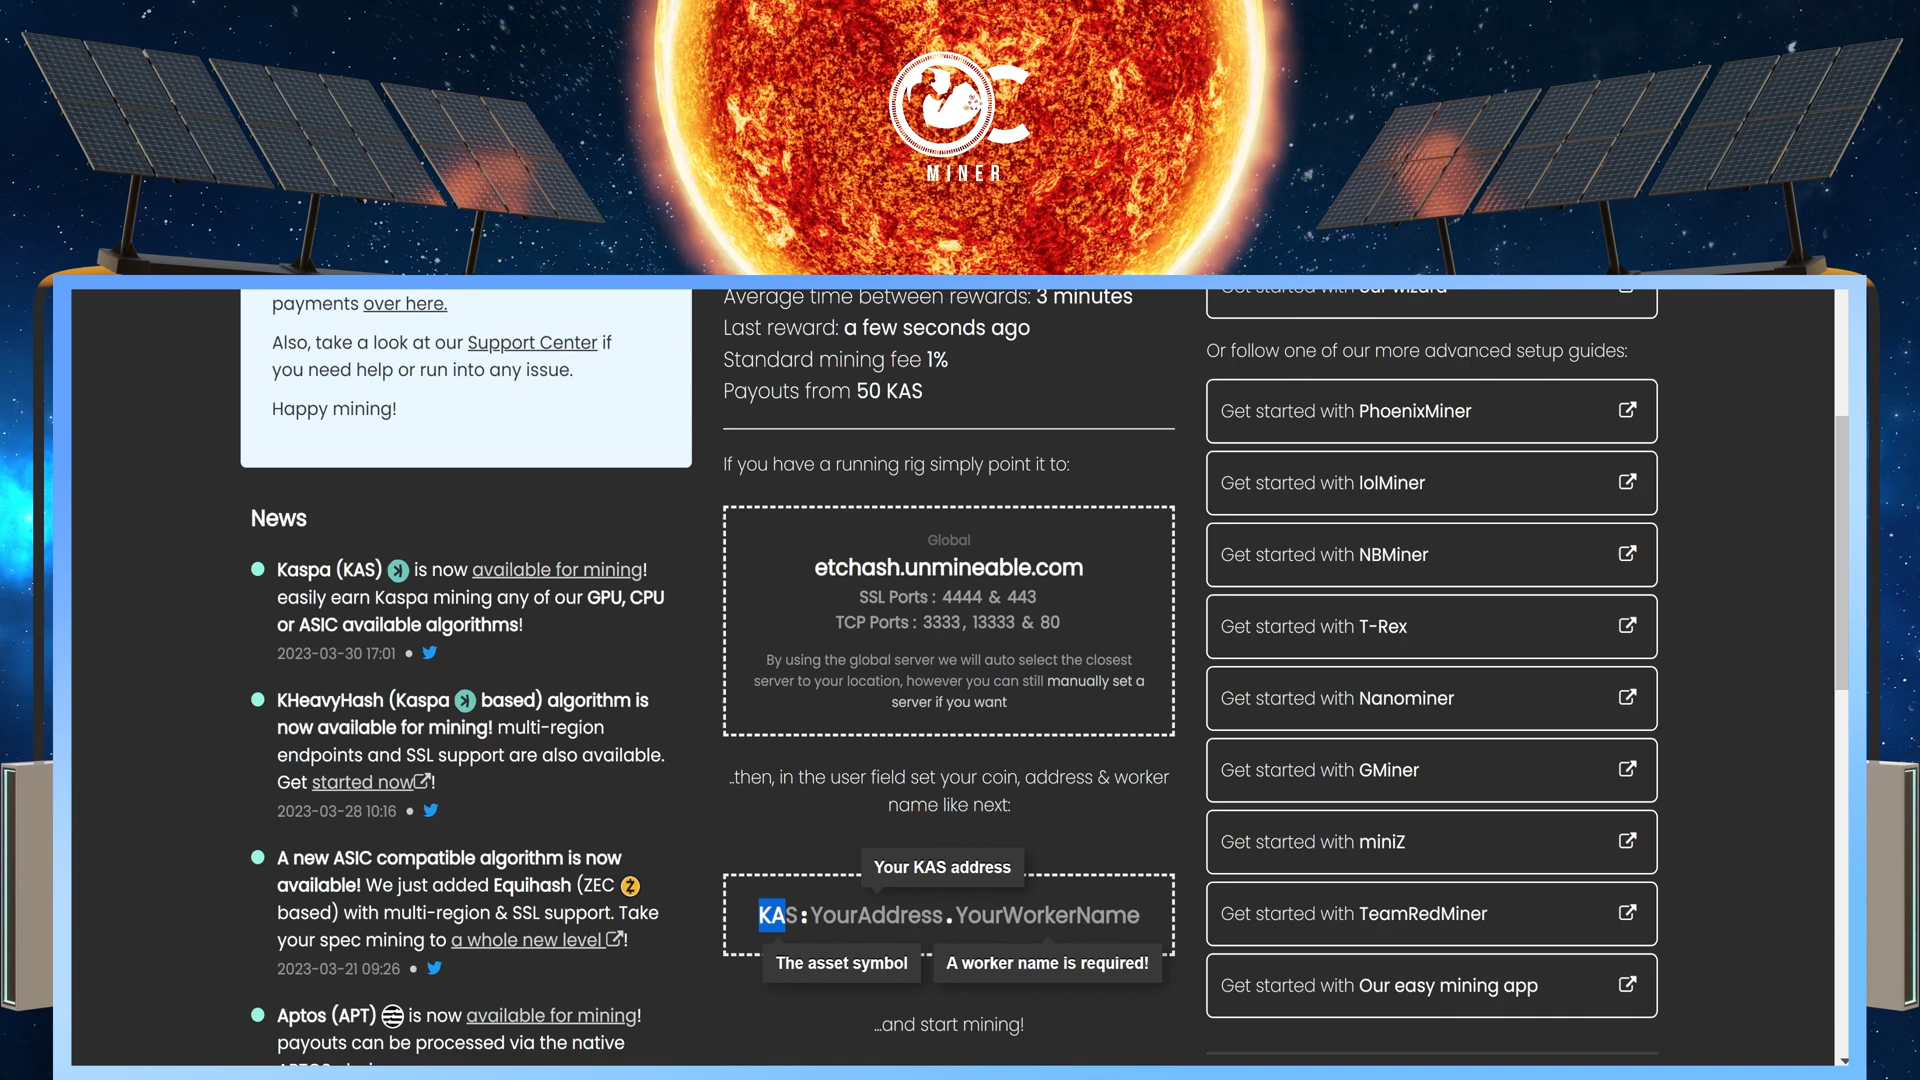 C
MINER
payments over here.
Also, take a look at our Support Center if
you need help or run into any issue.
Happy mining!
News
Kaspa (KAS) is now available for mining!
easily earn Kaspa mining any of our GPU, CPU
or ASIC available algorithms!
2023-03-30 17:01 •
KHeavyHash (Kaspa based) algorithm is
now available for mining! multi-region
endpoints and SSL support are also available.
Get started now!
2023-03-28 10:16 •
A new ASIC compatible algorithm is now
available! We just added Equihash (ZEC
based) with multi-region & SSL support. Take
your spec mining to a whole new level!
2023-03-21 09:26 •
Aptos (APT) is now available for mining!
payouts can be processed via the native
Average time between rewards: 3 minutes
Last reward: a few seconds ago
Standard mining fee 1%
Payouts from 50 KAS
If you have a running rig simply point it to:
Global
etchash.unmineable.com
SSL Ports : 4444 & 443
TCP Ports : 3333, 13333 & 80
By using the global server we will auto select the closest
server to your location, however you can still manually set a
server if you want
..then, in the user field set your coin, address & worker
name like next:
Your KAS address
KAS:YourAddress.YourWorkerName
The asset symbol
A worker name is required!
...and start mining!
Get started with our wizard
Or follow one of our more advanced setup guides:
Get started with PhoenixMiner
Get started with lolMiner
Get started with NBMiner
Get started with T-Rex
Get started with Nanominer
Get started with GMiner
Get started with miniZ
Get started with TeamRedMiner
Get started with Our easy mining app